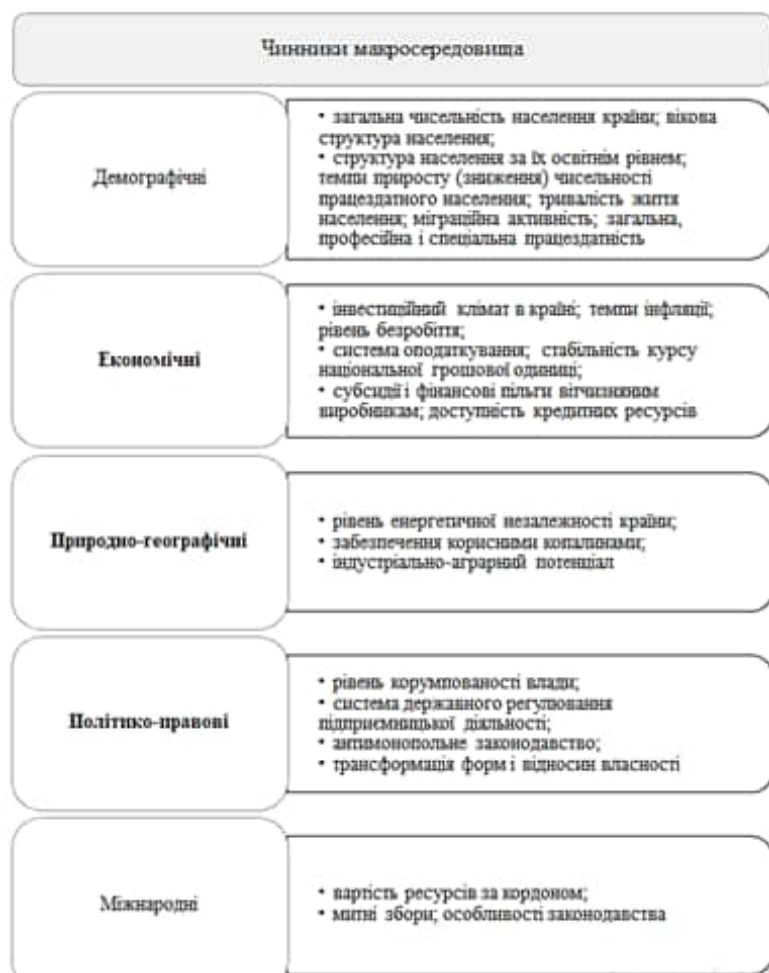 Чинники макросередовища
Демографічні
• загальна чисельність населення країни; вікова
структура населення;
• структура населення за їх освітнім рівнем;
темпи приросту (зниження) чисельності
працездатного населення; тривалість життя
населення; міграційна активність; загальна,
професійна і спеціальна працездатність
Економічні
• інвестиційний клімат в країні; темпи інфляції;
рівень безробіття;
• система оподаткування; стабільність курсу
національної грошової одиниці;
• субсидії і фінансові пільги вітчизняним
виробникам; доступність кредитних ресурсів
Природно-географічні
• рівень енергетичної незалежності країни;
• забезпечення корисними копалинами;
• індустріально-аграрний потенціал
Політико-правові
• рівень корумпованості влади;
• система державного регулювання
підприємницької діяльності;
• антимонопольне законодавство;
• трансформація форм і відносин власності
Міжнародні
• вартість ресурсів за кордоном;
• митні збори; особливості законодавства